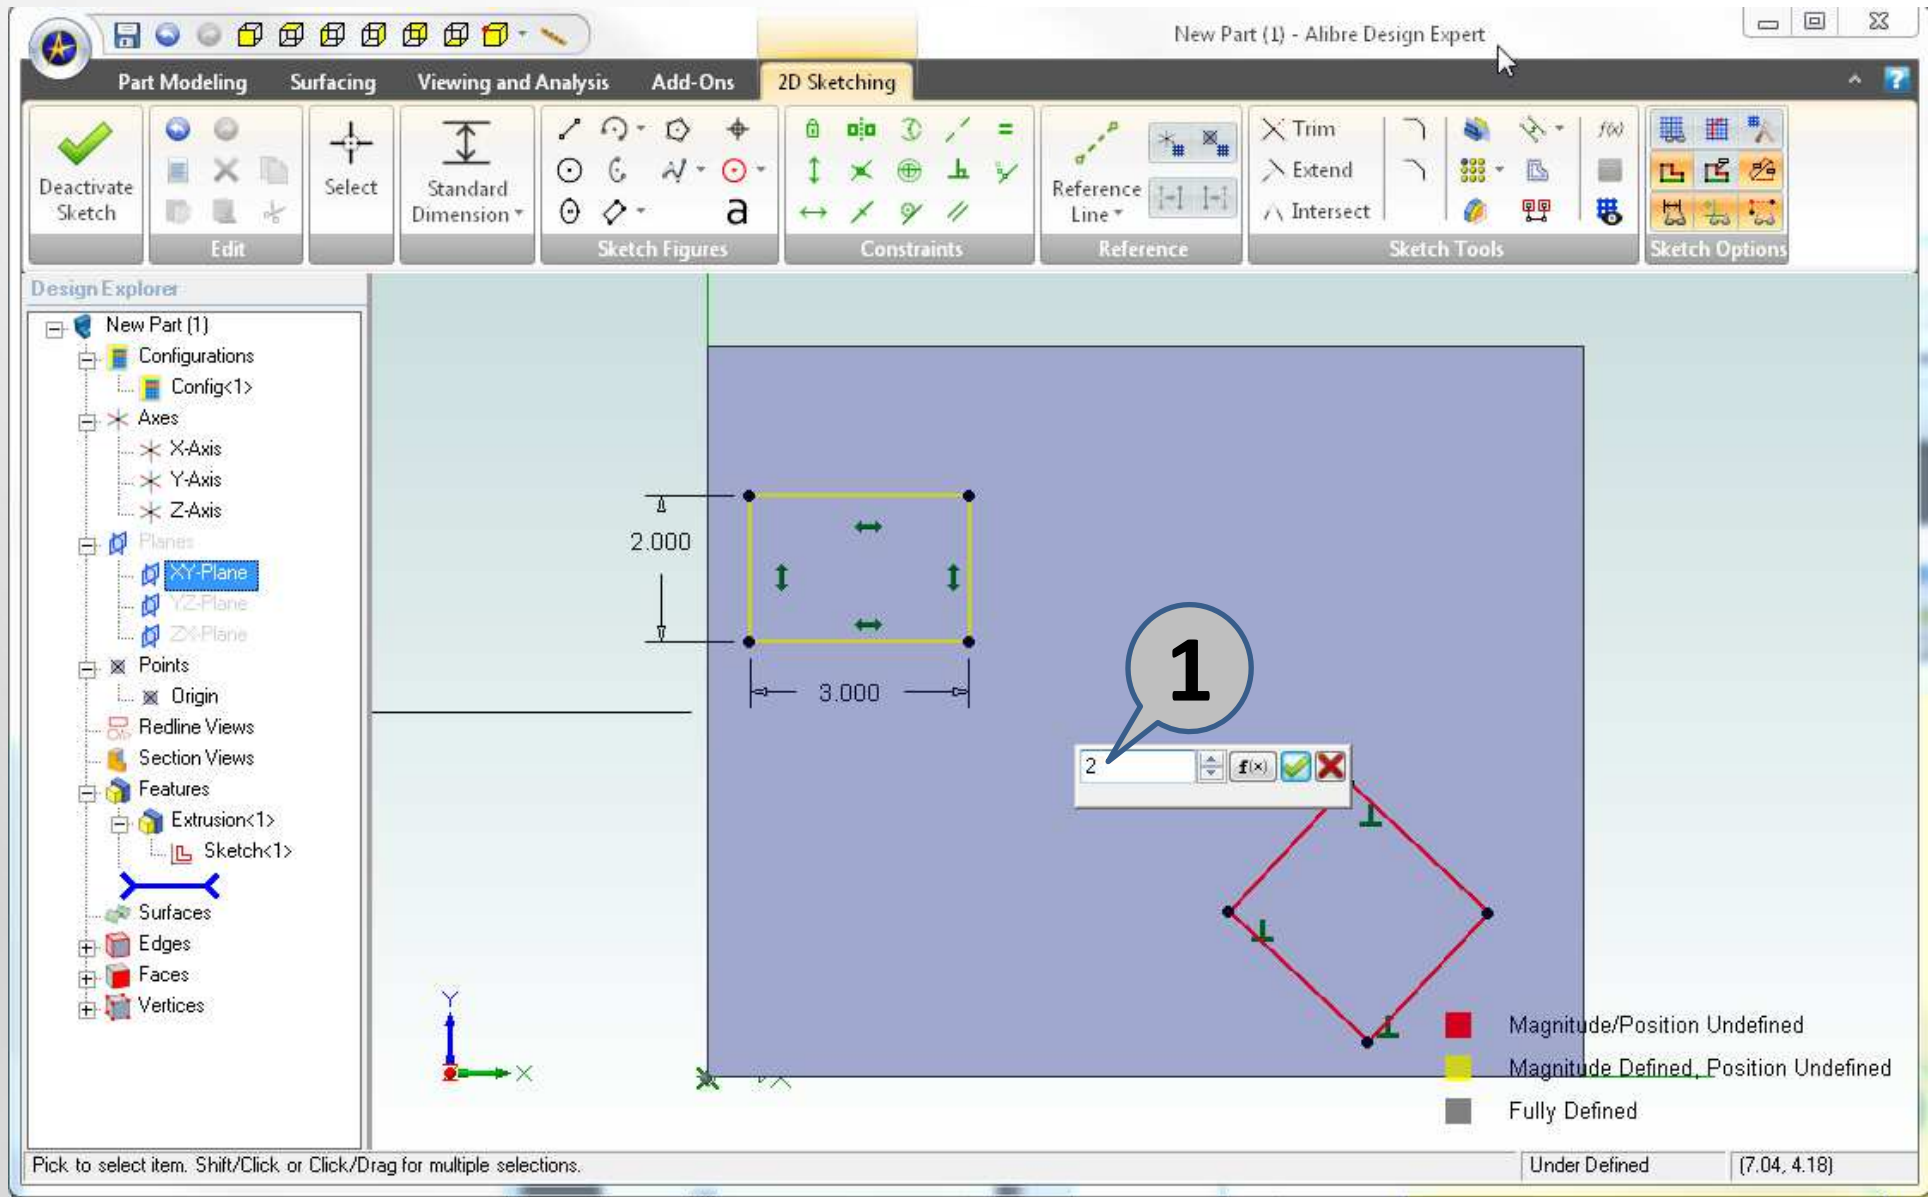 New Part (1) - Alibre Design Expert
Part Modeling Surfacing Viewing and Analysis Add-Ons 2D Sketching
Deactivate Sketch
Edit
Select
Standard Dimension
a
Sketch Figures
Constraints
Reference Line
Reference
Trim
Extend
Intersect
f(x)
Sketch Tools
Sketch Options
Design Explorer
New Part (1)
Configurations
Config<1>
Axes
X-Axis
Y-Axis
Z-Axis
Planes
XY-Plane
YZ-Plane
ZX-Plane
Points
Origin
Redline Views
Section Views
Features
Extrusion<1>
Sketch<1>
Surfaces
Edges
Faces
Vertices
2.000
3.000
1
2 f(x)
Y
X
X
Magnitude/Position Undefined
Magnitude Defined, Position Undefined
Fully Defined
Pick to select item. Shift/Click or Click/Drag for multiple selections. Under Defined (7.04, 4.18)